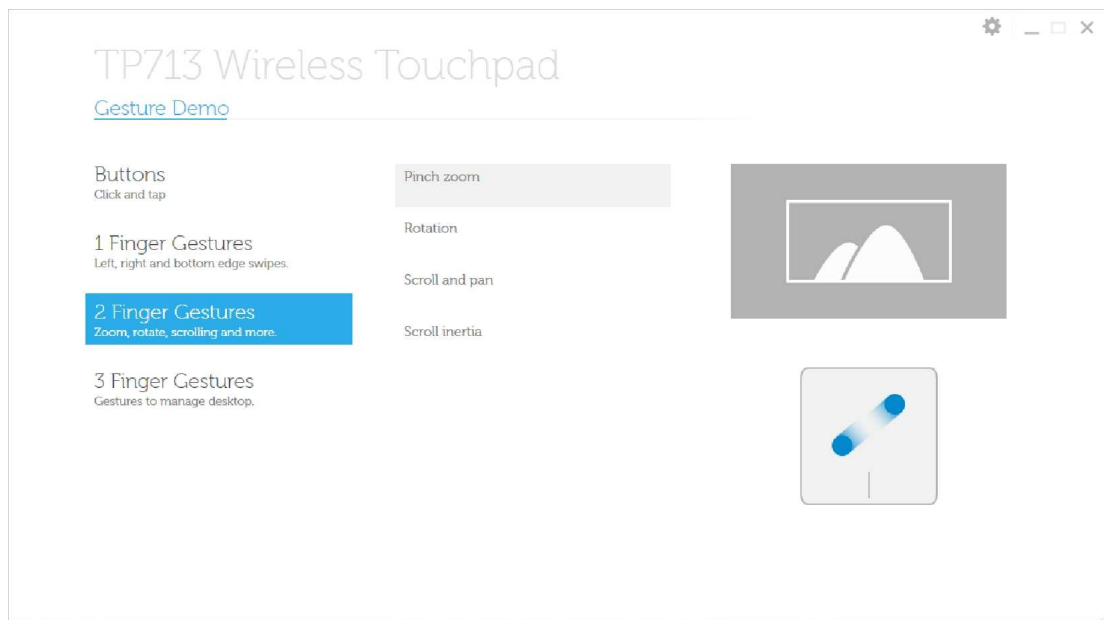 TP713 Wireless Touchpad
Gesture Demo
Buttons
Click and tap
1 Finger Gestures
Left, right and bottom edge swipes.
2 Finger Gestures
Zoom, rotate, scrolling and more.
3 Finger Gestures
Gestures to manage desktop.
Pinch zoom
Rotation
Scroll and pan
Scroll inertia